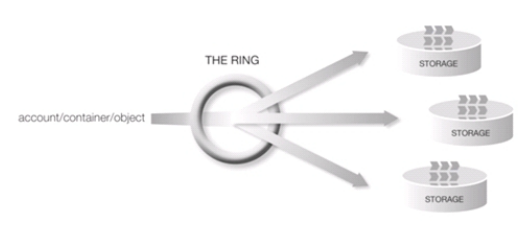 THE RING
account/container/object
STORAGE
STORAGE
STORAGE